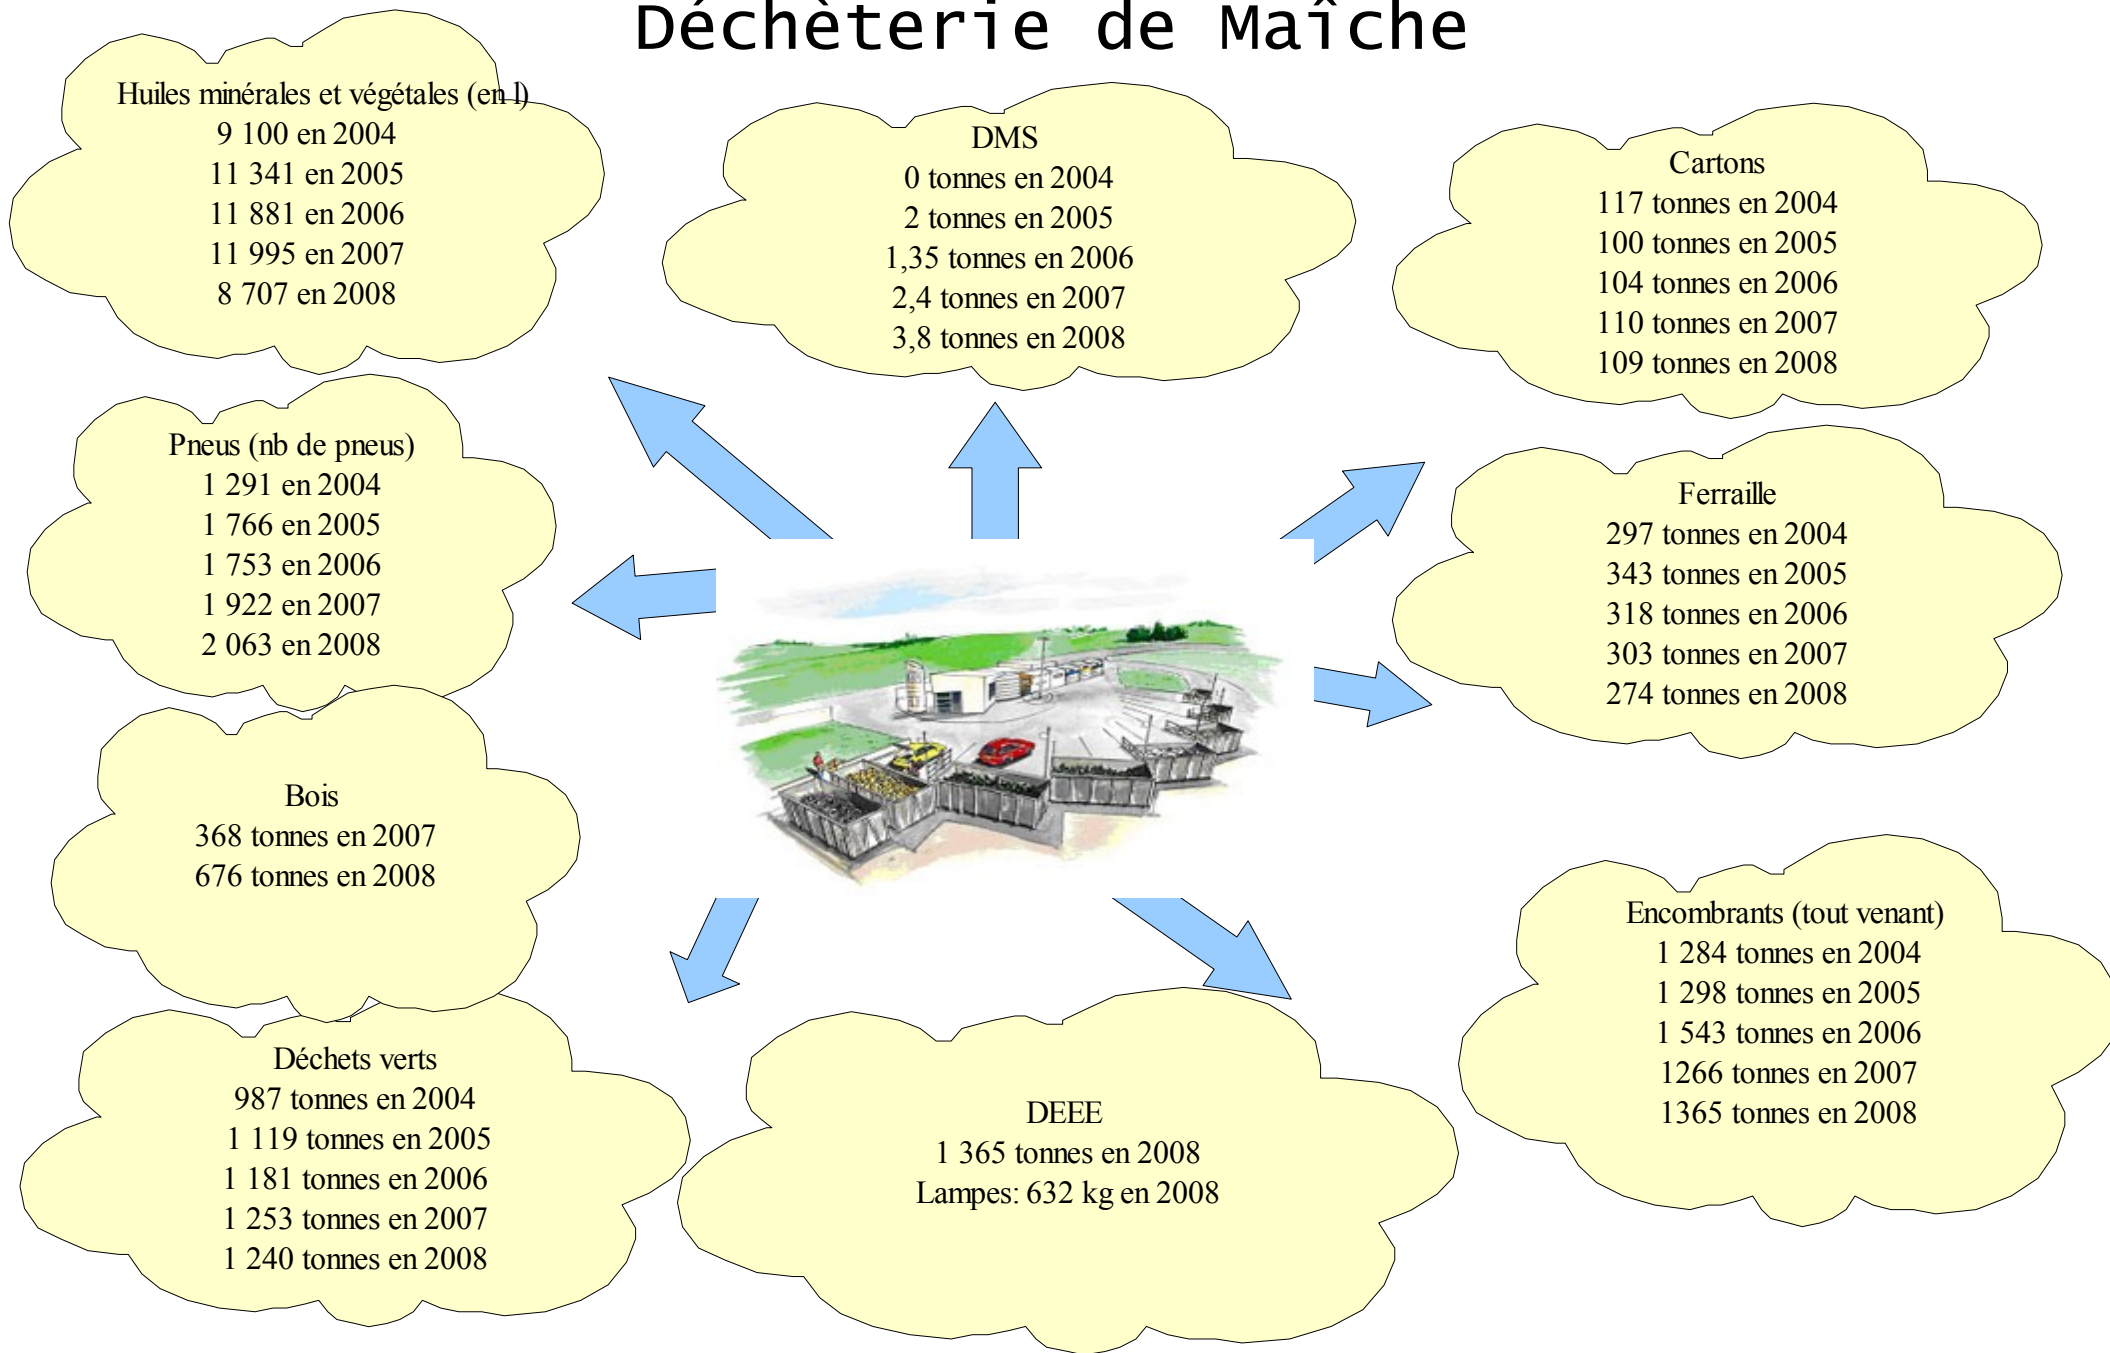 Déchèterie de Maîche
Huiles minérales et végétales (en l)
9 100 en 2004
11 341 en 2005
11 881 en 2006
11 995 en 2007
8 707 en 2008
DMS
0 tonnes en 2004
2 tonnes en 2005
1,35 tonnes en 2006
2,4 tonnes en 2007
3,8 tonnes en 2008
Cartons
117 tonnes en 2004
100 tonnes en 2005
104 tonnes en 2006
110 tonnes en 2007
109 tonnes en 2008
Pneus (nb de pneus)
1 291 en 2004
1 766 en 2005
1 753 en 2006
1 922 en 2007
2 063 en 2008
Ferraille
297 tonnes en 2004
343 tonnes en 2005
318 tonnes en 2006
303 tonnes en 2007
274 tonnes en 2008
Bois
368 tonnes en 2007
676 tonnes en 2008
Encombrants (tout venant)
1 284 tonnes en 2004
1 298 tonnes en 2005
1 543 tonnes en 2006
1266 tonnes en 2007
1365 tonnes en 2008
Déchets verts
987 tonnes en 2004
1 119 tonnes en 2005
1 181 tonnes en 2006
1 253 tonnes en 2007
1 240 tonnes en 2008
DEEE
1 365 tonnes en 2008
Lampes: 632 kg en 2008